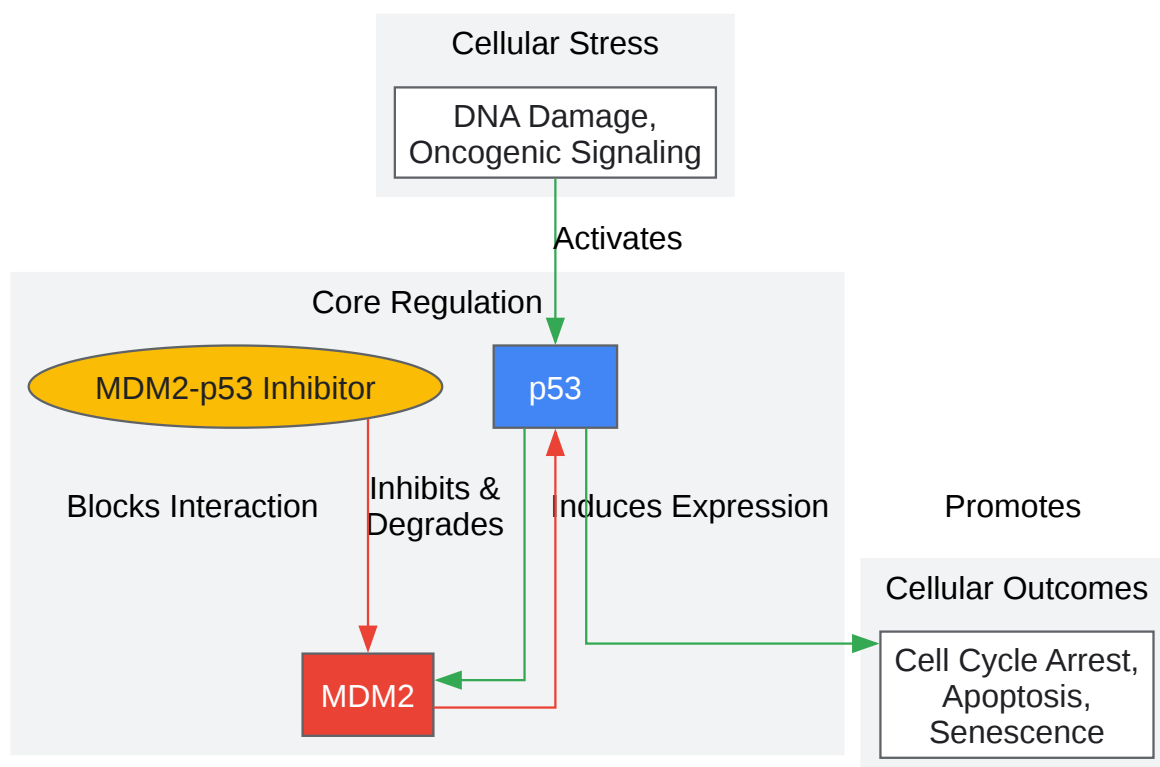 Cellular Stress
DNA Damage,
Oncogenic Signaling
Activates
Core Regulation
MDM2-p53 Inhibitor
p53
Blocks Interaction
Inhibits &
Degrades
Induces Expression
Promotes
Cellular Outcomes
MDM2
Cell Cycle Arrest,
Apoptosis,
Senescence